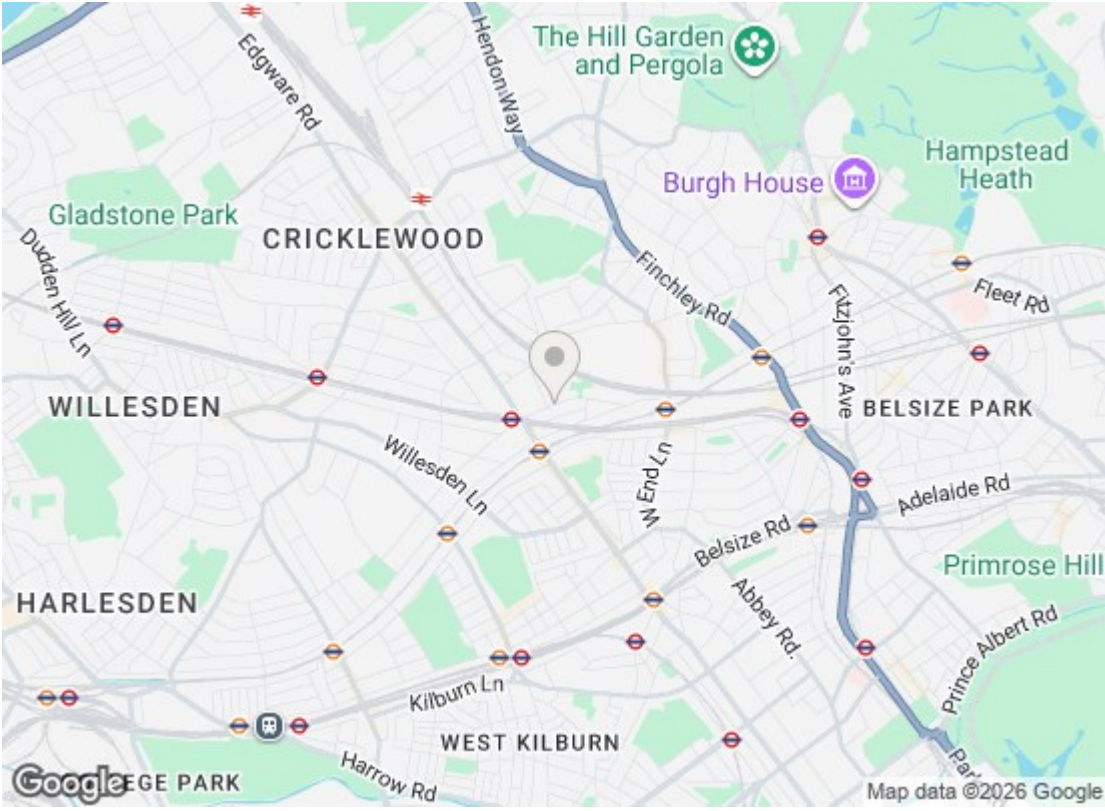 The Hill Garden
and Pergola
Edgware Rd
Hendon Way
Hampstead
Heath
Burgh House
Gladstone Park
CRICKLEWOOD
Dudden Hill Ln
Finchley Rd
Fitzjohn's Ave
Fleet Rd
WILLESDEN
BELSIZE PARK
Willesden Ln
W End Ln
Adelaide Rd
Belsize Rd
Primrose Hill
HARLESDEN
Abbey Rd.
Prince Albert Rd
Kilburn Ln
WEST KILBURN
Harrow Rd
Google
EGE PARK
Map data ©2026 Google